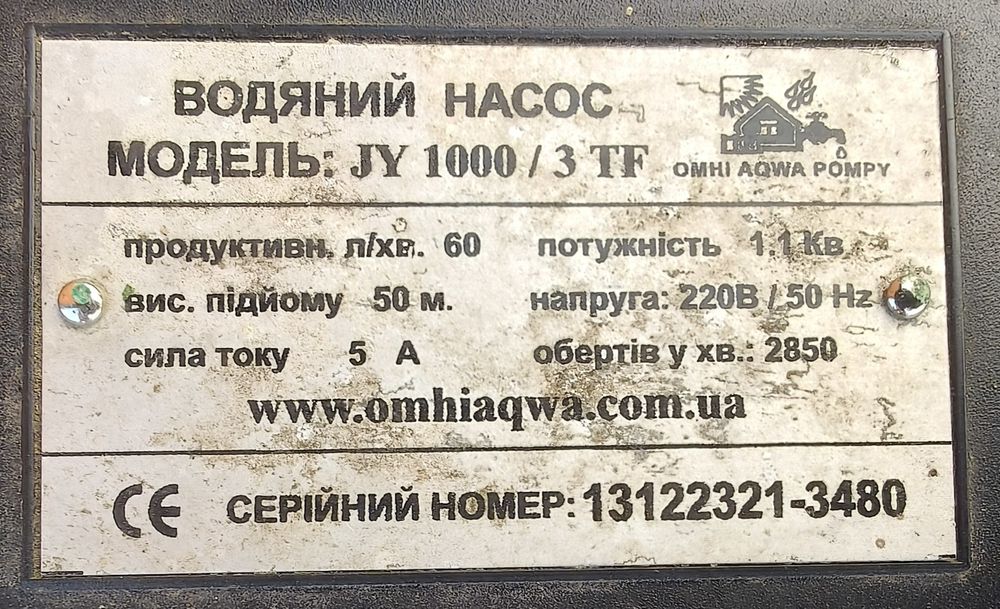 ВОДЯНИЙ НАСОС
МОДЕЛЬ: JY 1000 / 3 TF
OMHI AQWA POMPY
продуктивн. л/хв. 60 потужність 1.1 Кв
вис. підйому 50 м. напруга: 220В / 50 Hz
сила току 5 А обертів у хв.: 2850
www.omhiaqwa.com.ua
CE СЕРІЙНИЙ НОМЕР: 13122321-3480